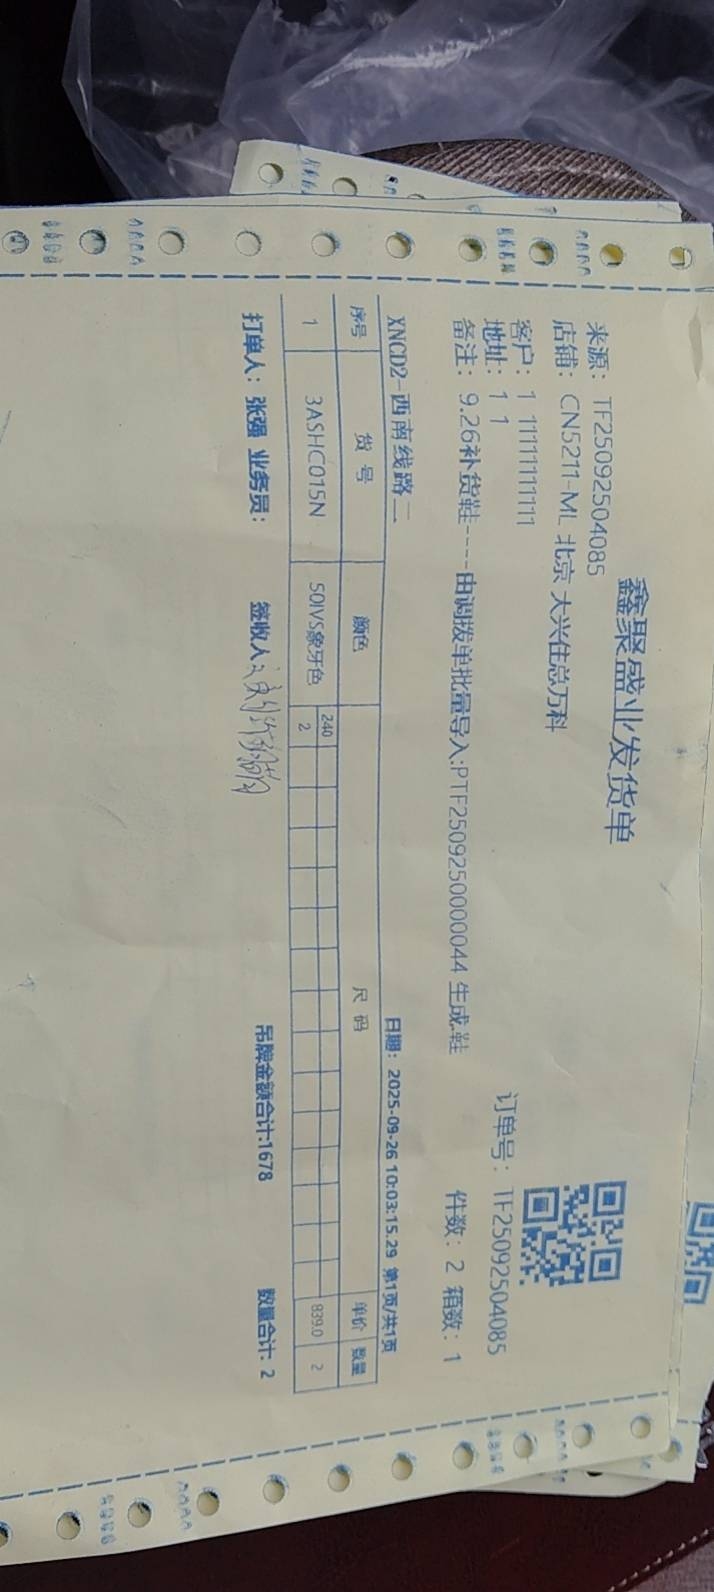 鑫聚盛业发货单
来源：TF25092504085
店铺：CN5211-ML 北京 大兴住总万科
客户：1 11111111111
订单号：TF25092504085
地址：1 1
备注：9.26补货鞋----由调拨单批量导入:PTF2509250000044 生成,鞋
件数：2 箱数：1
XNCD2-西南线路二 日期：2025-09-26 10:03:15.29 第1页/共1页
序号 货号 颜色 尺码 单价 数量
240
1 3ASHC015N 50IVS象牙色 839.0 2
2
打单人：张强 业务员： 签收人： 吊牌金额合计:1678 数量合计: 2